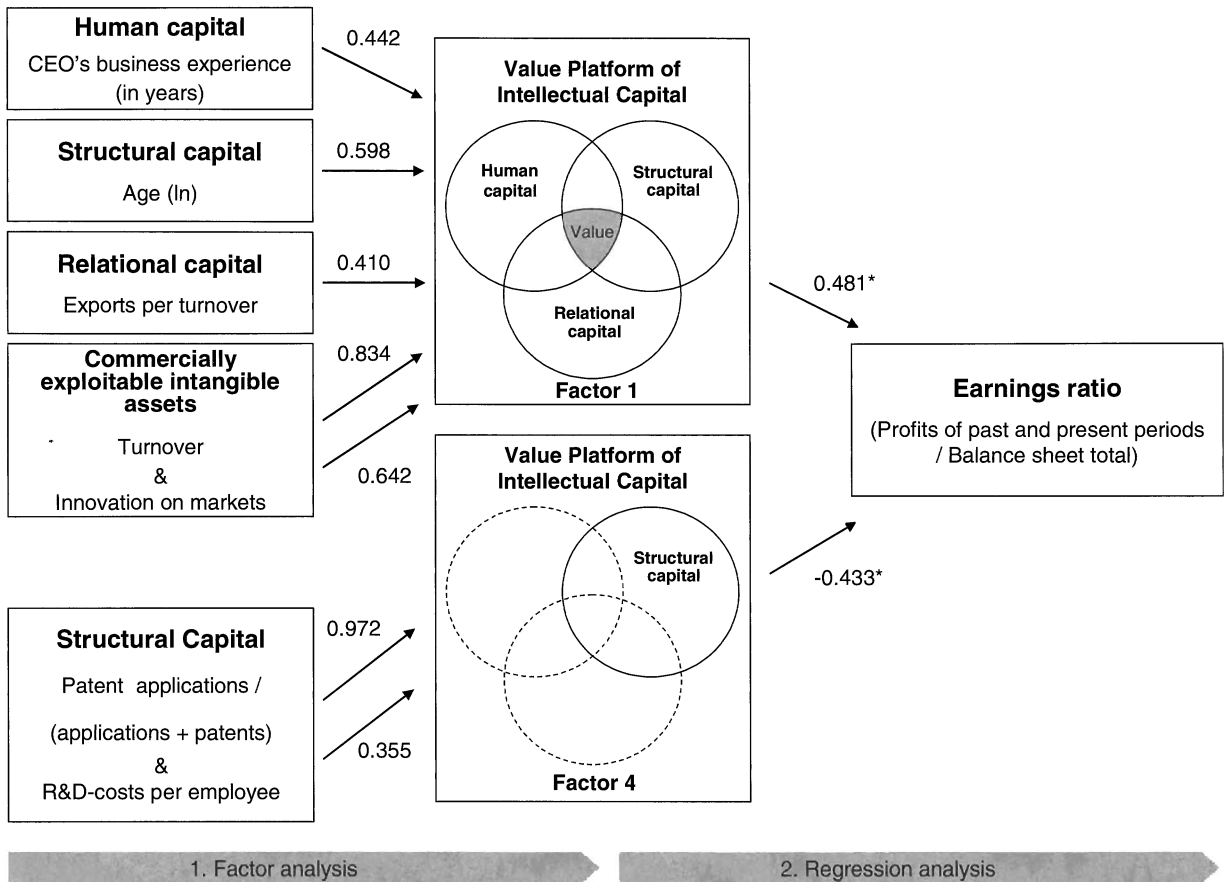 Human capital
CEO's business experience
(in years)
0.442
Structural capital
Age (ln)
0.598
Relational capital
Exports per turnover
0.410
Commercially
exploitable intangible
assets
Turnover
&
Innovation on markets
0.834
0.642
Structural Capital
Patent applications /
(applications + patents)
&
R&D-costs per employee
0.972
0.355
Value Platform of
Intellectual Capital
Human
capital
Structural
capital
Value
Relational
capital
Factor 1
Value Platform of
Intellectual Capital
Structural
capital
Factor 4
0.481*
-0.433*
Earnings ratio
(Profits of past and present periods
/ Balance sheet total)
1. Factor analysis
2. Regression analysis